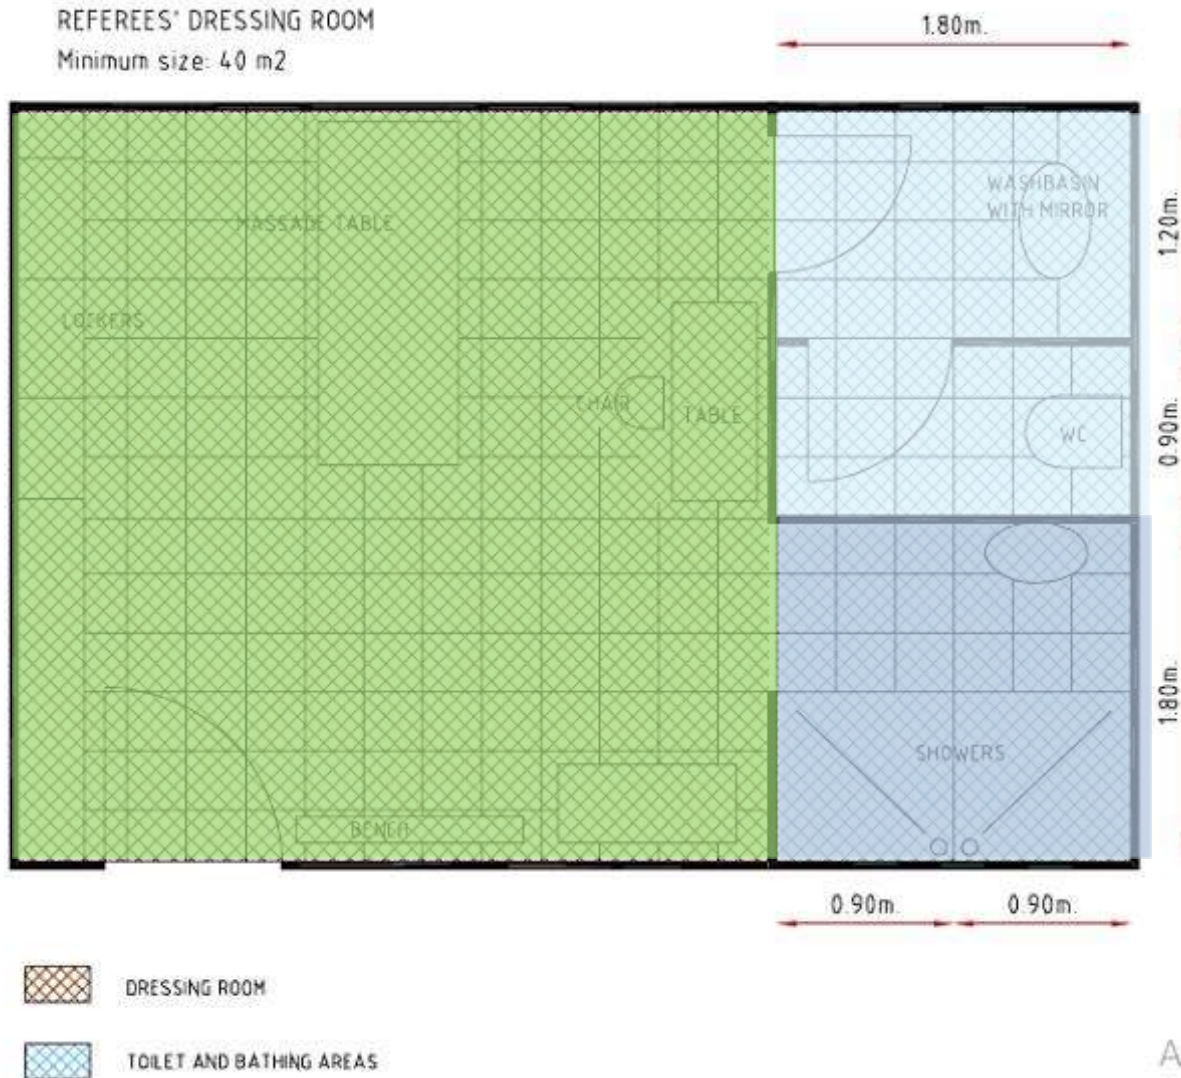 REFEREES' DRESSING ROOM
Minimum size: 40 m2
1.80m.
WASHBASIN
WITH MIRROR
1.20m.
MASSADE TABLE
LOCKERS
CHAIR
TABLE
WC
0.90m.
1.80m.
SHOWERS
BENCH
0.90m.
0.90m.
DRESSING ROOM
TOILET AND BATHING AREAS
A